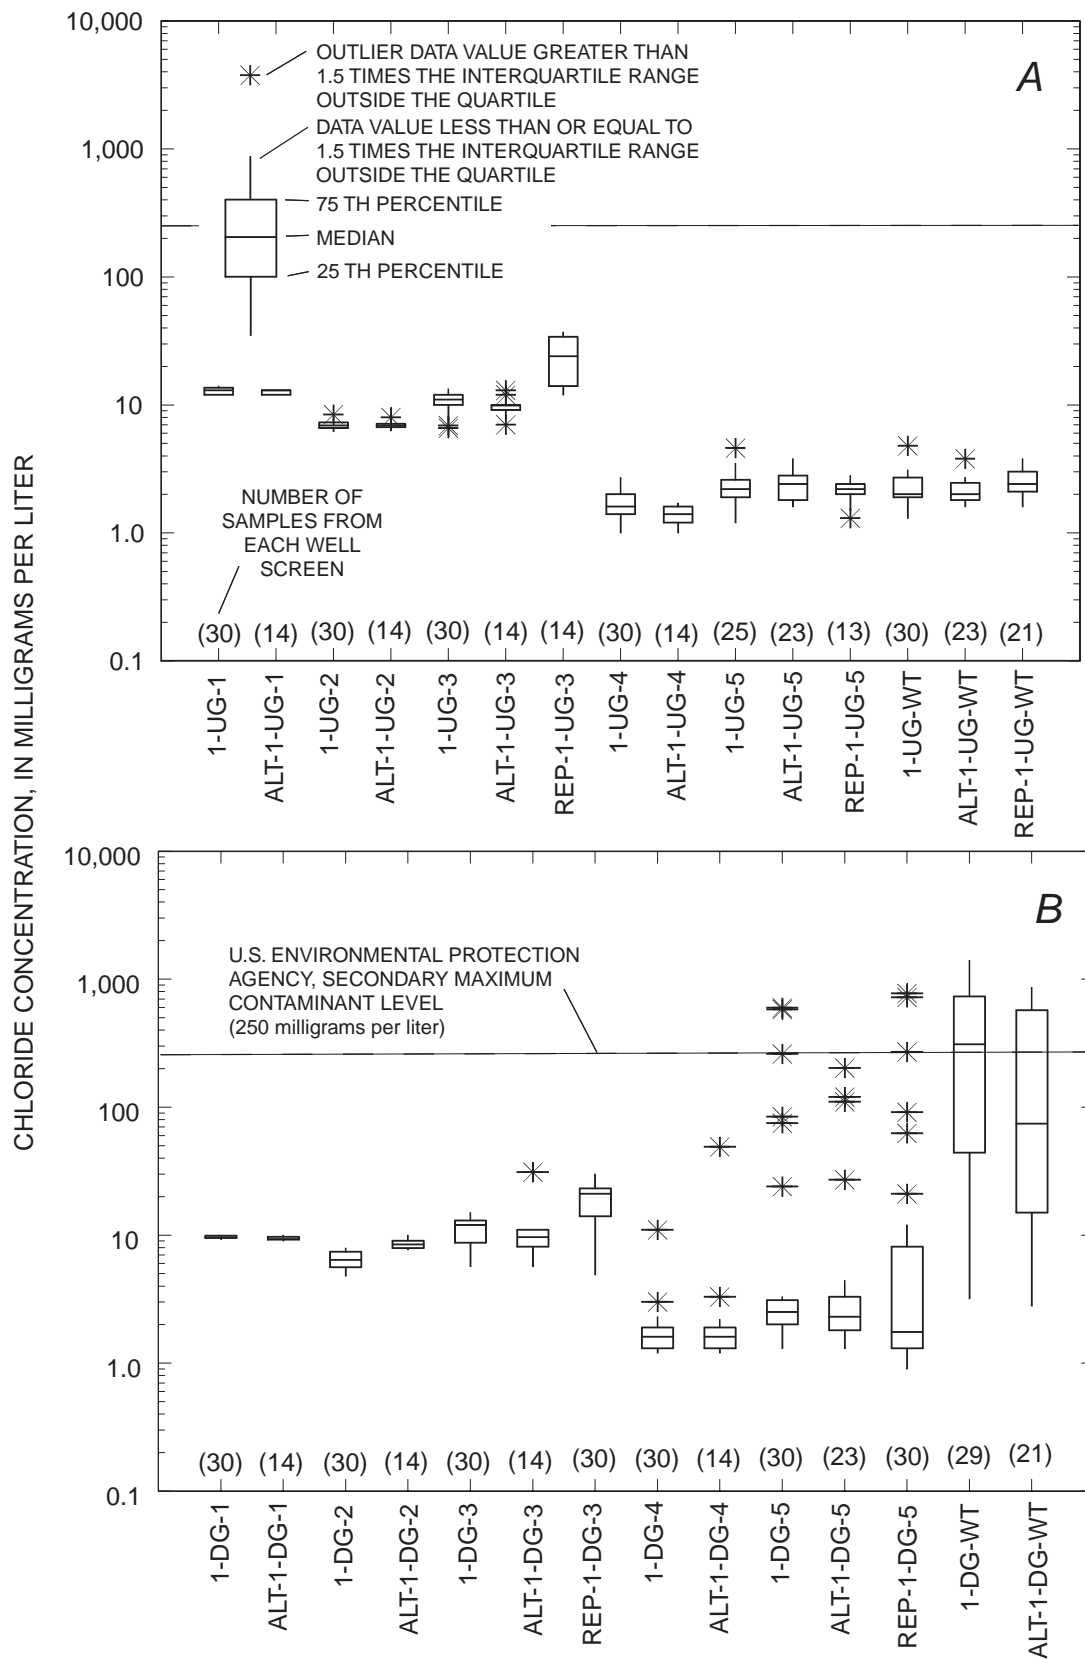 CHLORIDE CONCENTRATION, IN MILLIGRAMS PER LITER
10,000
1,000
100
10
1.0
0.1
A
OUTLIER DATA VALUE GREATER THAN
1.5 TIMES THE INTERQUARTILE RANGE
OUTSIDE THE QUARTILE
DATA VALUE LESS THAN OR EQUAL TO
1.5 TIMES THE INTERQUARTILE RANGE
OUTSIDE THE QUARTILE
75 TH PERCENTILE
MEDIAN
25 TH PERCENTILE
NUMBER OF
SAMPLES FROM
EACH WELL
SCREEN
(30) (14) (30) (14) (30) (14) (14) (30) (14) (25) (23) (13) (30) (23) (21)
1-UG-1
ALT-1-UG-1
1-UG-2
ALT-1-UG-2
1-UG-3
ALT-1-UG-3
REP-1-UG-3
1-UG-4
ALT-1-UG-4
1-UG-5
ALT-1-UG-5
REP-1-UG-5
1-UG-WT
ALT-1-UG-WT
REP-1-UG-WT
10,000
1,000
100
10
1.0
0.1
B
U.S. ENVIRONMENTAL PROTECTION
AGENCY, SECONDARY MAXIMUM
CONTAMINANT LEVEL
(250 milligrams per liter)
(30) (14) (30) (14) (30) (14) (30) (30) (14) (30) (23) (30) (29) (21)
1-DG-1
ALT-1-DG-1
1-DG-2
ALT-1-DG-2
1-DG-3
ALT-1-DG-3
REP-1-DG-3
1-DG-4
ALT-1-DG-4
1-DG-5
ALT-1-DG-5
REP-1-DG-5
1-DG-WT
ALT-1-DG-WT